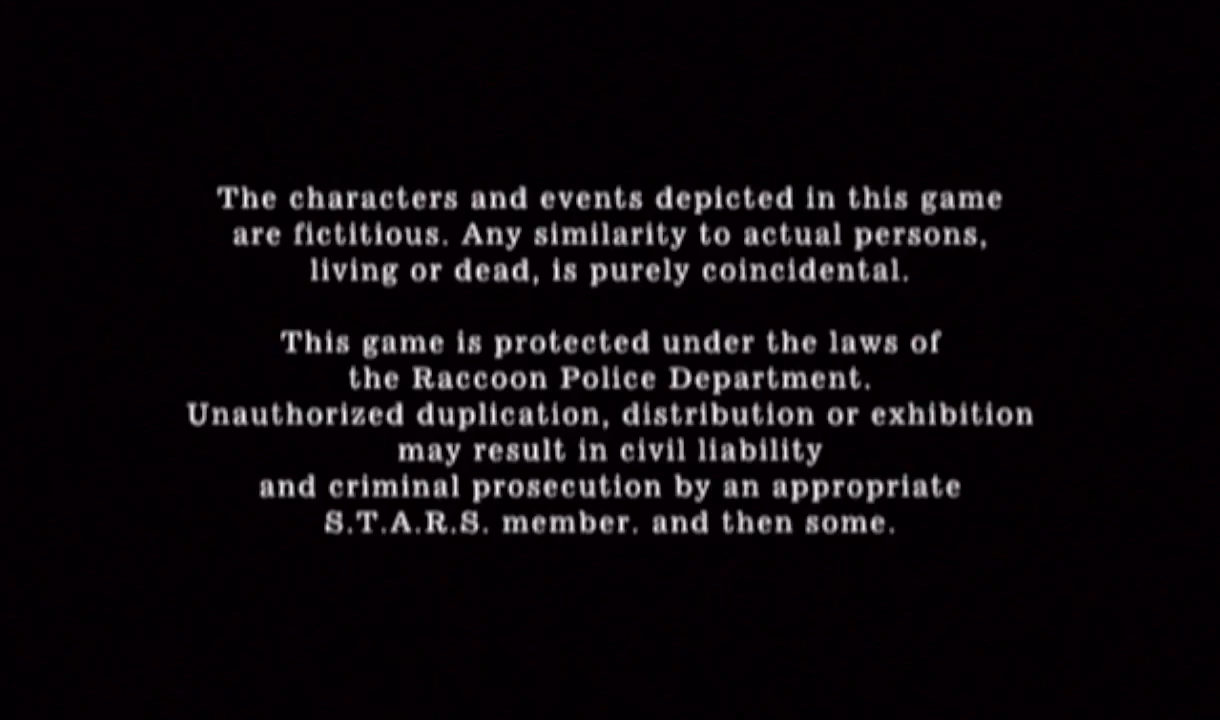 The characters and events depicted in this game
are fictitious. Any similarity to actual persons,
living or dead, is purely coincidental.
This game is protected under the laws of
the Raccoon Police Department.
Unauthorized duplication, distribution or exhibition
may result in civil liability
and criminal prosecution by an appropriate
S.T.A.R.S. member. and then some.